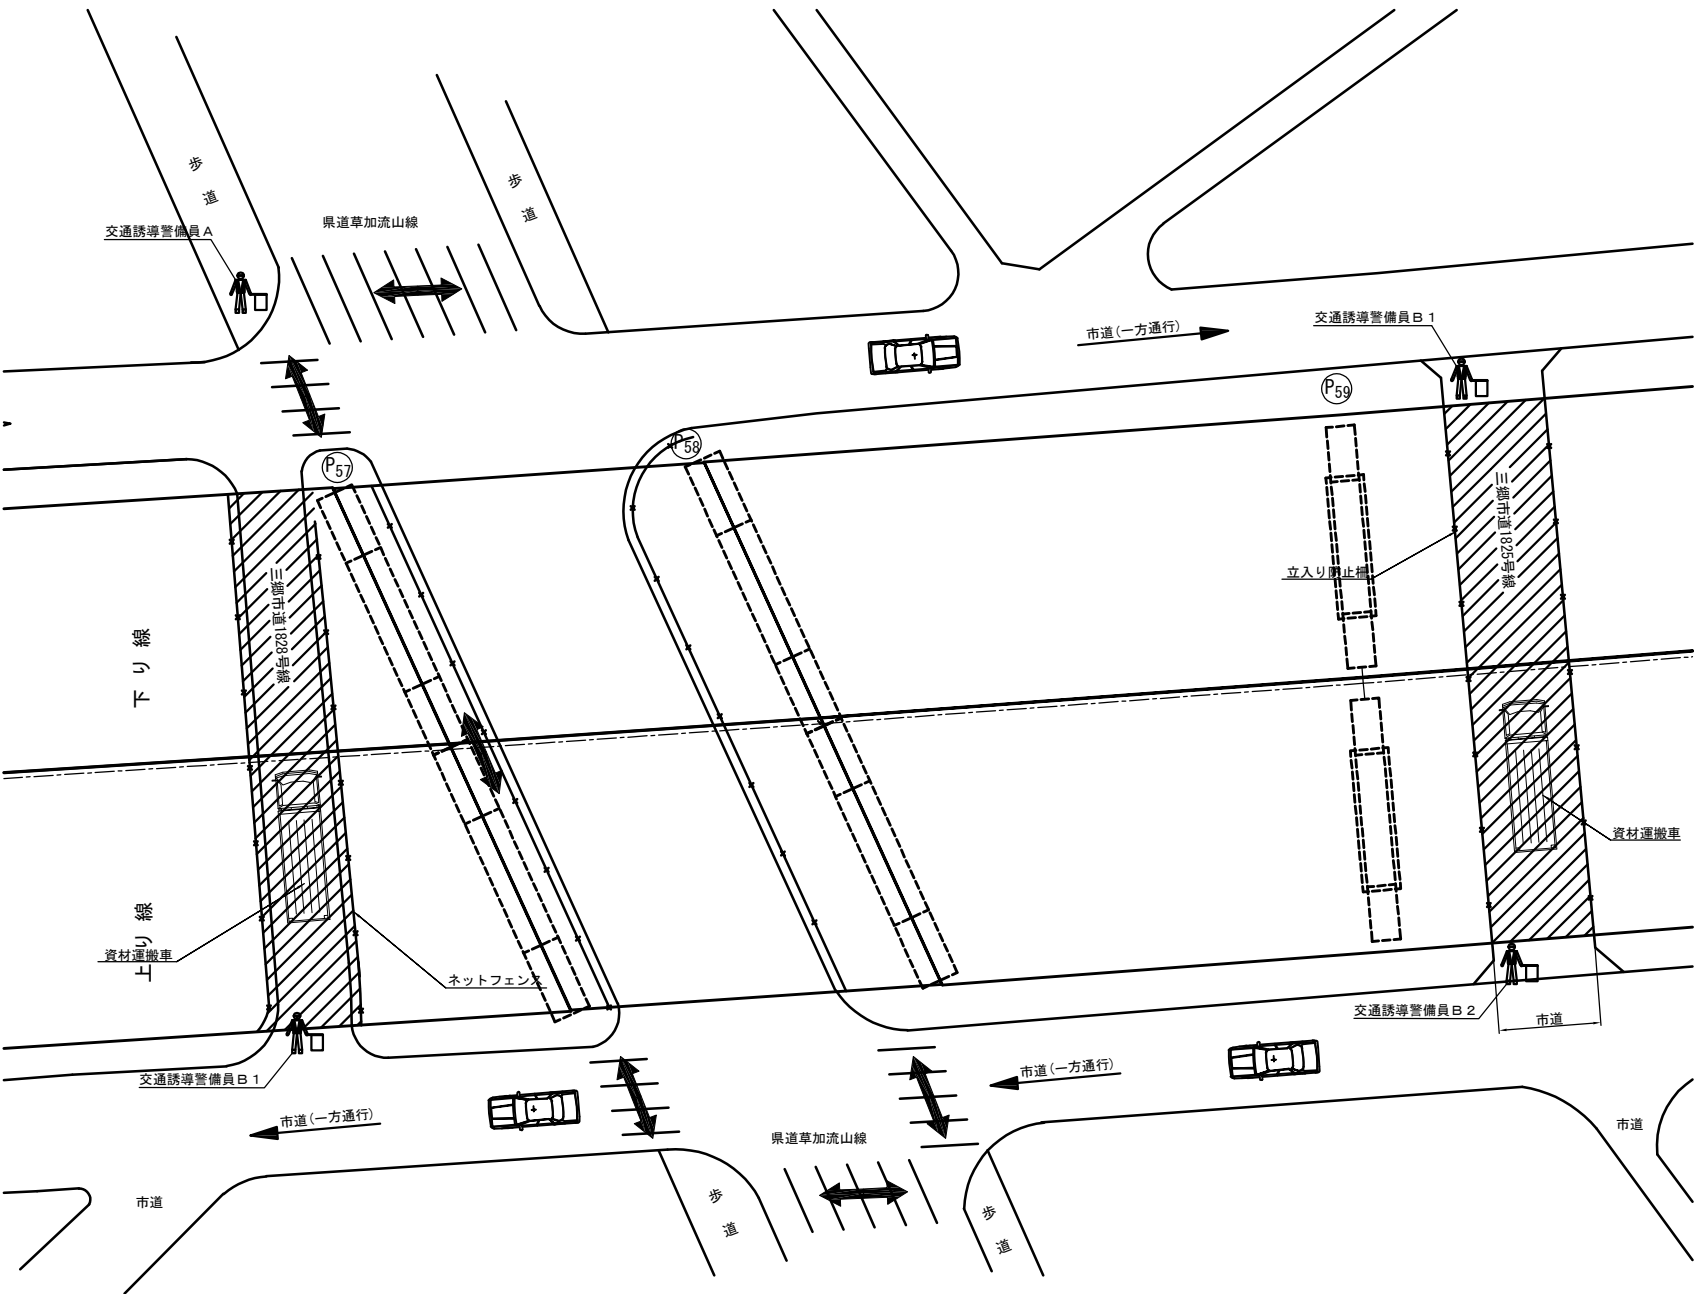 歩道
歩道
県道草加流山線
交通誘導警備員A
市道(一方通行)
交通誘導警備員B1
P59
P58
P57
三郷市道1825号線
立入り防止柵
三郷市道1828号線
下り線
資材運搬車
上り線
資材運搬車
ネットフェンス
交通誘導警備員B2
市道
交通誘導警備員B1
市道(一方通行)
市道(一方通行)
県道草加流山線
市道
市道
歩道
歩道